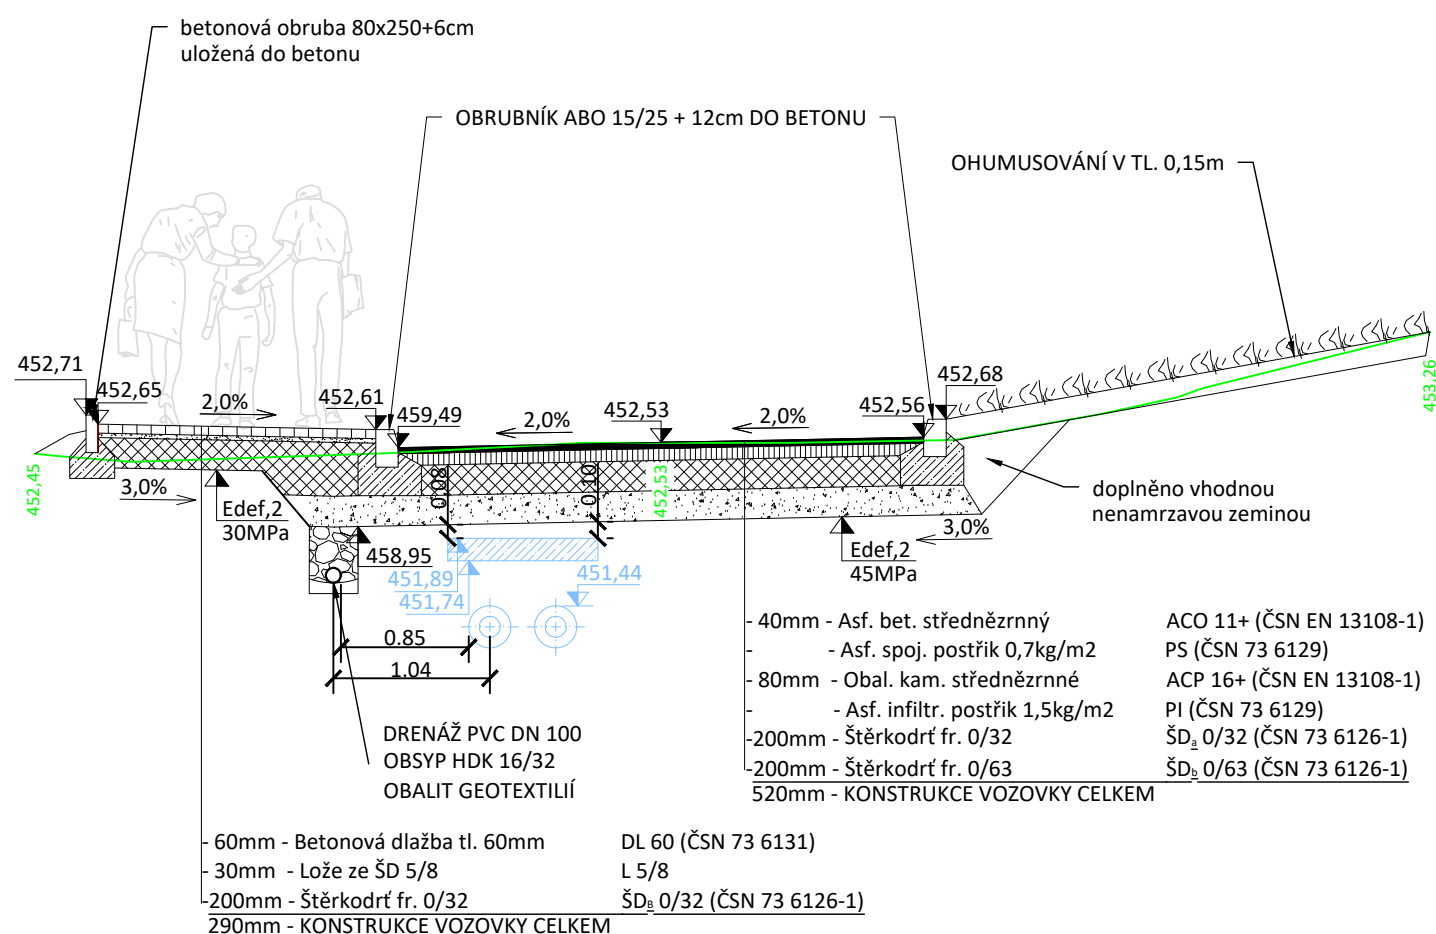 betonová obruba 80x250+6cm
uložená do betonu
OBRUBNÍK ABO 15/25 + 12cm DO BETONU
OHUMUSOVÁNÍ V TL. 0,15m
452,71
452,65
2,0%
452,61
459,49
2,0%
452,53
2,0%
452,56
452,68
453.26
452,45
3,0%
Edef,2
30MPa
0.08
0.10
452,53
458,95
451,89
451,74
451,44
Edef,2
45MPa
3,0%
doplněno vhodnou
nenamrzavou zeminou
0.85
1.04
DRENÁŽ PVC DN 100
OBSYP HDK 16/32
OBALIT GEOTEXTILIÍ
- 40mm - Asf. bet. střednězrnný ACO 11+ (ČSN EN 13108-1)
- - Asf. spoj. postřik 0,7kg/m2 PS (ČSN 73 6129)
- 80mm - Obal. kam. střednězrnné ACP 16+ (ČSN EN 13108-1)
- - Asf. infiltr. postřik 1,5kg/m2 PI (ČSN 73 6129)
-200mm - Štěrkodrť fr. 0/32 ŠDa 0/32 (ČSN 73 6126-1)
-200mm - Štěrkodrť fr. 0/63 ŠDb 0/63 (ČSN 73 6126-1)
520mm - KONSTRUKCE VOZOVKY CELKEM
- 60mm - Betonová dlažba tl. 60mm DL 60 (ČSN 73 6131)
- 30mm - Lože ze ŠD 5/8 L 5/8
-200mm - Štěrkodrť fr. 0/32 ŠDB 0/32 (ČSN 73 6126-1)
290mm - KONSTRUKCE VOZOVKY CELKEM